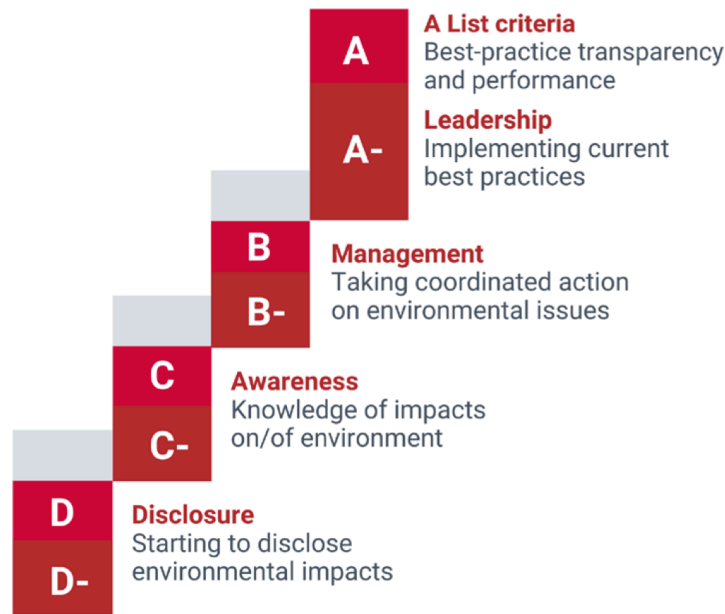 A
A List criteria
Best-practice transparency
and performance
A-
Leadership
Implementing current
best practices
B
B-
Management
Taking coordinated action
on environmental issues
C
C-
Awareness
Knowledge of impacts
on/of environment
D
D-
Disclosure
Starting to disclose
environmental impacts